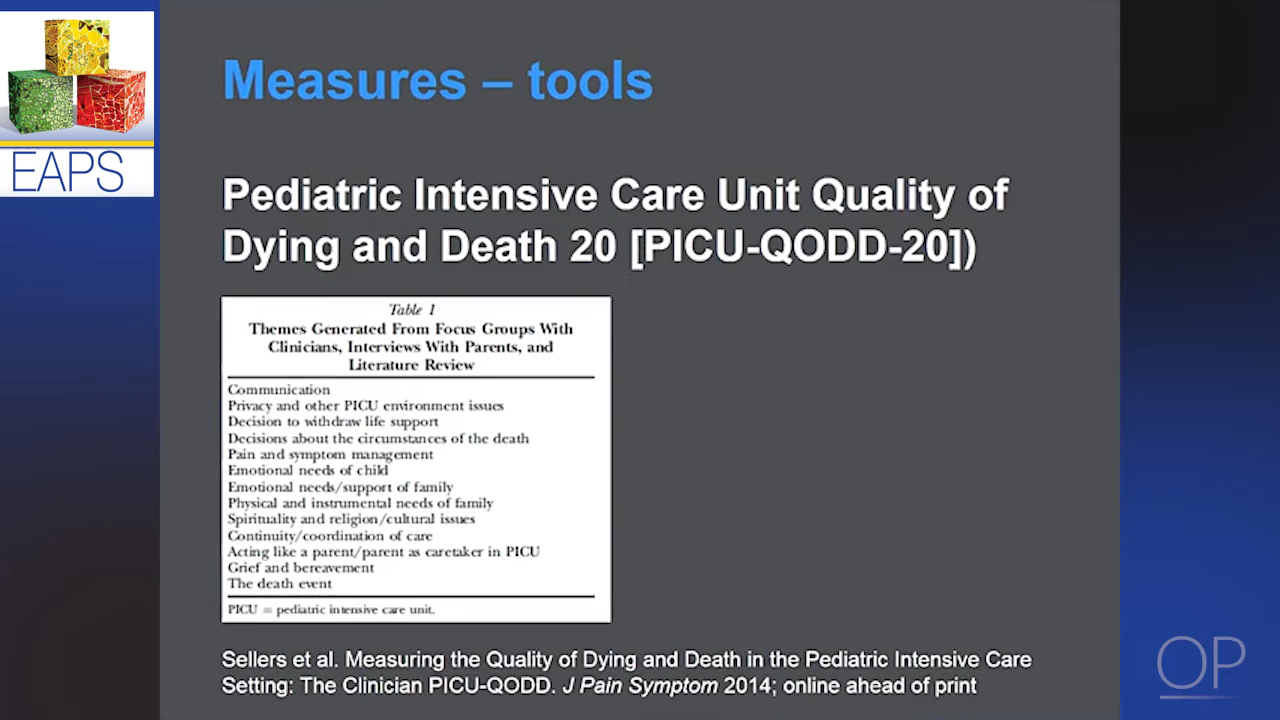 EAPS
Measures – tools
Pediatric Intensive Care Unit Quality of
Dying and Death 20 [PICU-QODD-20])
Table 1
Themes Generated From Focus Groups With
Clinicians, Interviews With Parents, and
Literature Review
Communication
Privacy and other PICU environment issues
Decision to withdraw life support
Decisions about the circumstances of the death
Pain and symptom management
Emotional needs of child
Emotional needs/support of family
Physical and instrumental needs of family
Spirituality and religion/cultural issues
Continuity/coordination of care
Acting like a parent/parent as caretaker in PICU
Grief and bereavement
The death event
PICU = pediatric intensive care unit.
Sellers et al. Measuring the Quality of Dying and Death in the Pediatric Intensive Care
Setting: The Clinician PICU-QODD. J Pain Symptom 2014; online ahead of print
OP